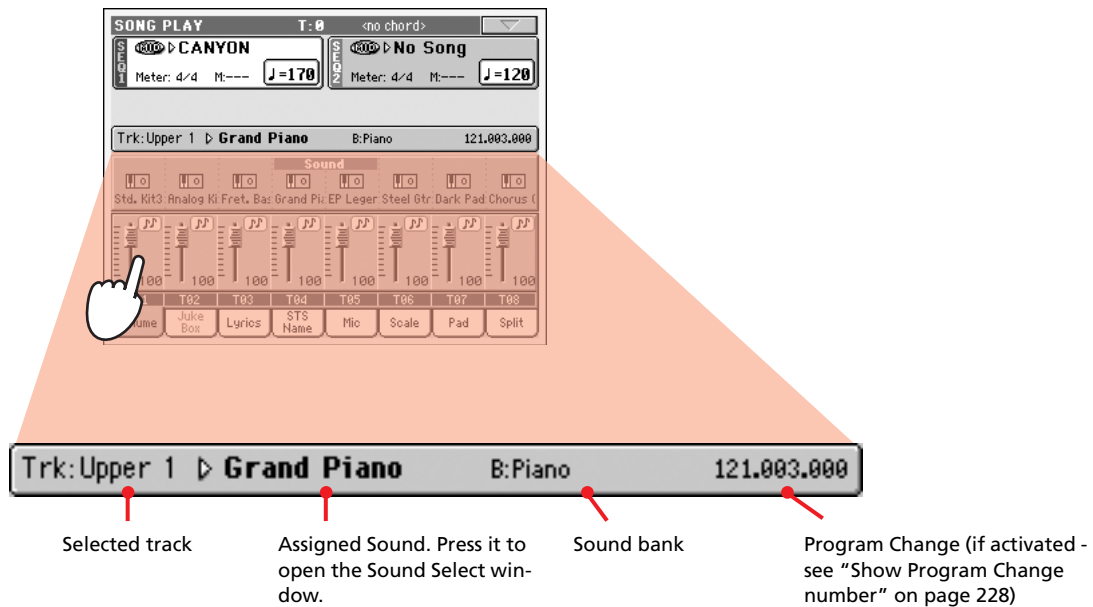 SONG PLAY T:0 <no chord>
SEQ1 MIDI CANYON
Meter: 4/4 M:--- ♩=170
SEQ2 MIDI No Song
Meter: 4/4 M:--- ♩=120
Trk:Upper 1 Grand Piano B:Piano 121.003.000
Sound
Std. Kit3 Analog Ki Fret. Bas Grand Pia EP Leger Steel Gtr Dark Pad Chorus (
100 100 100 100 100 100 100 100
T02 T03 T04 T05 T06 T07 T08
Juke Box Lyrics STS Name Mic Scale Pad Split
Trk:Upper 1 Grand Piano B:Piano 121.003.000
Selected track
Assigned Sound. Press it to
open the Sound Select win-
dow.
Sound bank
Program Change (if activated -
see “Show Program Change
number” on page 228)